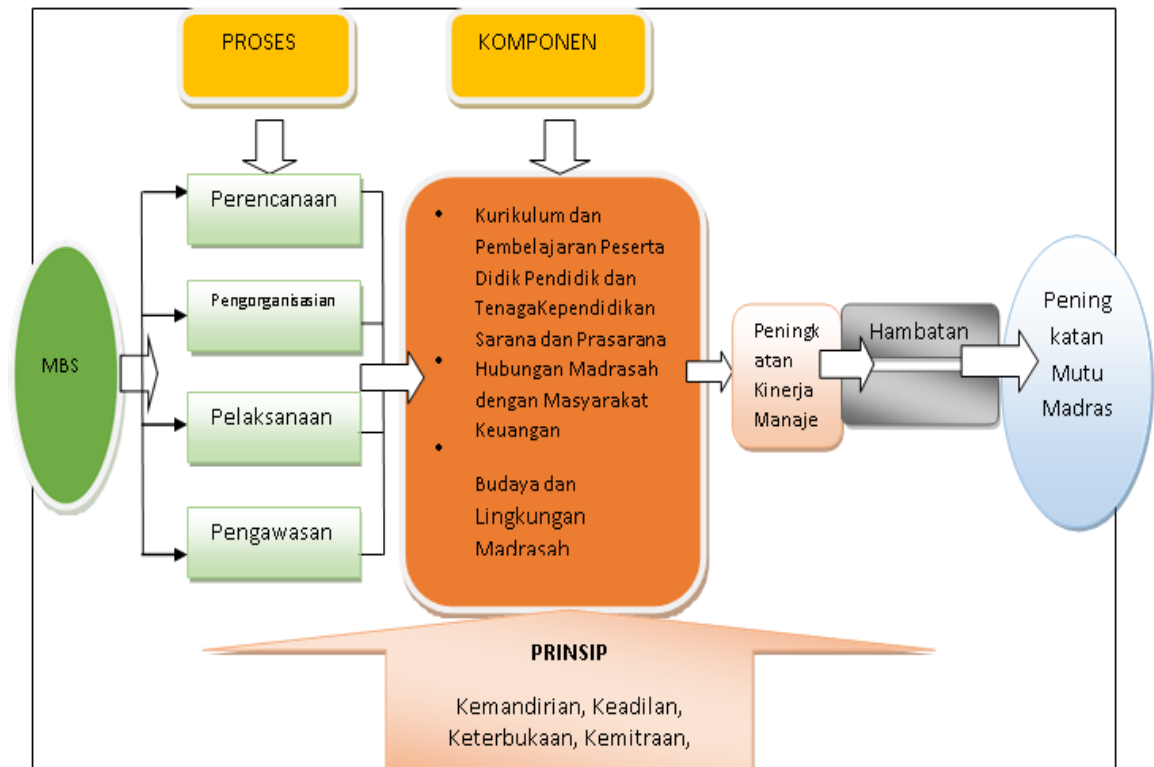 PROSES
KOMPONEN
MBS
Perencanaan
Pengorganisasian
Pelaksanaan
Pengawasan
• Kurikulum dan
Pembelajaran Peserta
Didik Pendidik dan
TenagaKependidikan
Sarana dan Prasarana
• Hubungan Madrasah
dengan Masyarakat
Keuangan
•
Budaya dan
Lingkungan
Madrasah
Peningk
atan
Kinerja
Manaje
Hambatan
Pening
katan
Mutu
Madras
PRINSIP
Kemandirian, Keadilan,
Keterbukaan, Kemitraan,